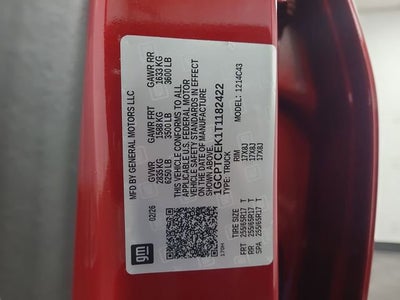 MFD BY GENERAL MOTORS LLC
02/26
GVWR GAWR FRT GAWR RR
2835 KG 1588 KG 1633 KG
6250 LB 3500 LB 3600 LB
THIS VEHICLE CONFORMS TO ALL
APPLICABLE U.S. FEDERAL MOTOR
VEHICLE SAFETY STANDARDS IN EFFECT
ON THE DATE OF MANUFACTURE
SHOWN ABOVE.
1GCPTCEK1T1182422
TYPE: TRUCK MODEL: 1214C43
TIRE SIZE RIM
FRT 255/65R17 T 17X8J
RR 255/65R17 T 17X8J
SPA 255/65R17 T 17X8J
gm